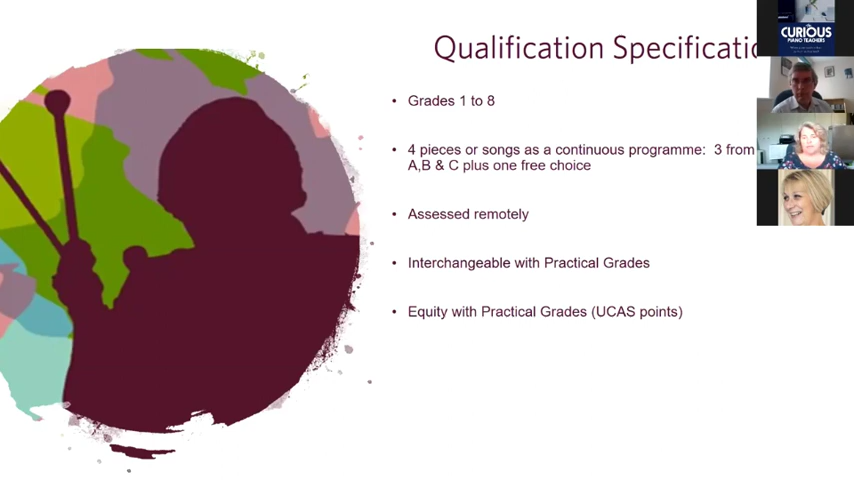 Qualification Specificatio
• Grades 1 to 8
• 4 pieces or songs as a continuous programme: 3 from
A,B & C plus one free choice
• Assessed remotely
• Interchangeable with Practical Grades
• Equity with Practical Grades (UCAS points)
CURIOUS
PIANO TEACHERS